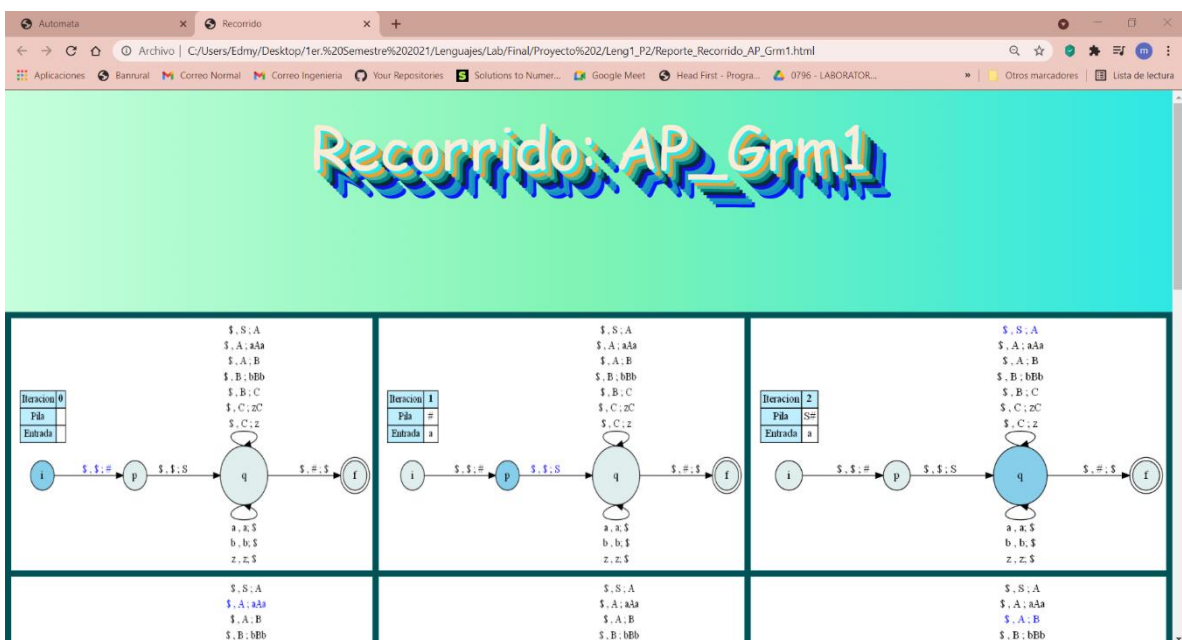 Automata
Recorrido
Archivo | C:/Users/Edmy/Desktop/1er.%20Semestre%202021/Lenguajes/Lab/Final/Proyecto%202/Leng1_P2/Reporte_Recorrido_AP_Grm1.html
m
Aplicaciones Banrural Correo Normal Correo Ingenieria Your Repositories S Solutions to Numer... Google Meet Head First - Progra... 0796 - LABORATOR... » Otros marcadores Lista de lectura
Recorrido: AP_Grm1
$ , S ; A
$ , A ; aAa
$ , A ; B
$ , B ; bBb
$ , B ; C
$ , C ; zC
$ , C ; z
Iteracion 0
Pila
Entrada
i $ , $ ; # p $ , $ ; S q $ , # ; $ f
a , a; $
b , b; $
z , z; $
$ , S ; A
$ , A ; aAa
$ , A ; B
$ , B ; bBb
$ , B ; C
$ , C ; zC
$ , C ; z
Iteracion 1
Pila #
Entrada a
i $ , $ ; # p $ , $ ; S q $ , # ; $ f
a , a; $
b , b; $
z , z; $
$ , S ; A
$ , A ; aAa
$ , A ; B
$ , B ; bBb
$ , B ; C
$ , C ; zC
$ , C ; z
Iteracion 2
Pila S#
Entrada a
i $ , $ ; # p $ , $ ; S q $ , # ; $ f
a , a; $
b , b; $
z , z; $
$ , S ; A
$ , A ; aAa
$ , A ; B
$ , B ; bBb
$ , S ; A
$ , A ; aAa
$ , A ; B
$ , B ; bBb
$ , S ; A
$ , A ; aAa
$ , A ; B
$ , B ; bBb